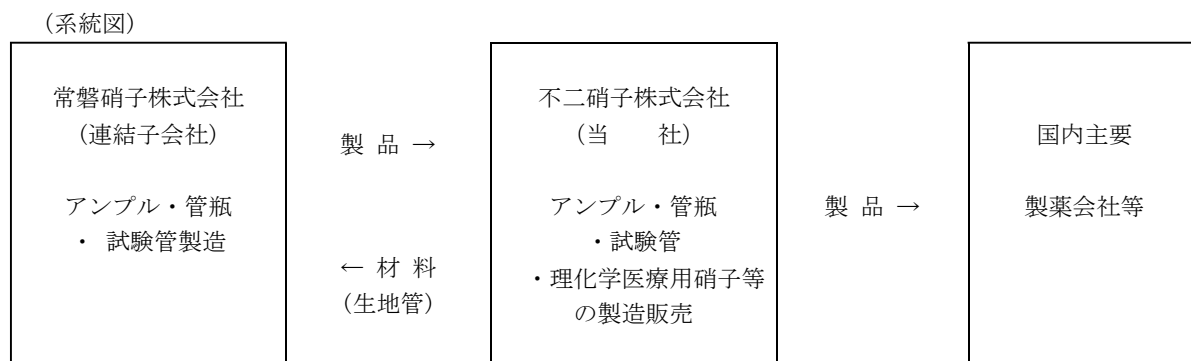 (系統図)
常磐硝子株式会社
(連結子会社)
アンプル・管瓶
・ 試験管製造
製 品 →
← 材 料
(生地管)
不二硝子株式会社
(当　　社)
アンプル・管瓶
・試験管
・理化学医療用硝子等
の製造販売
製 品 →
国内主要
製薬会社等